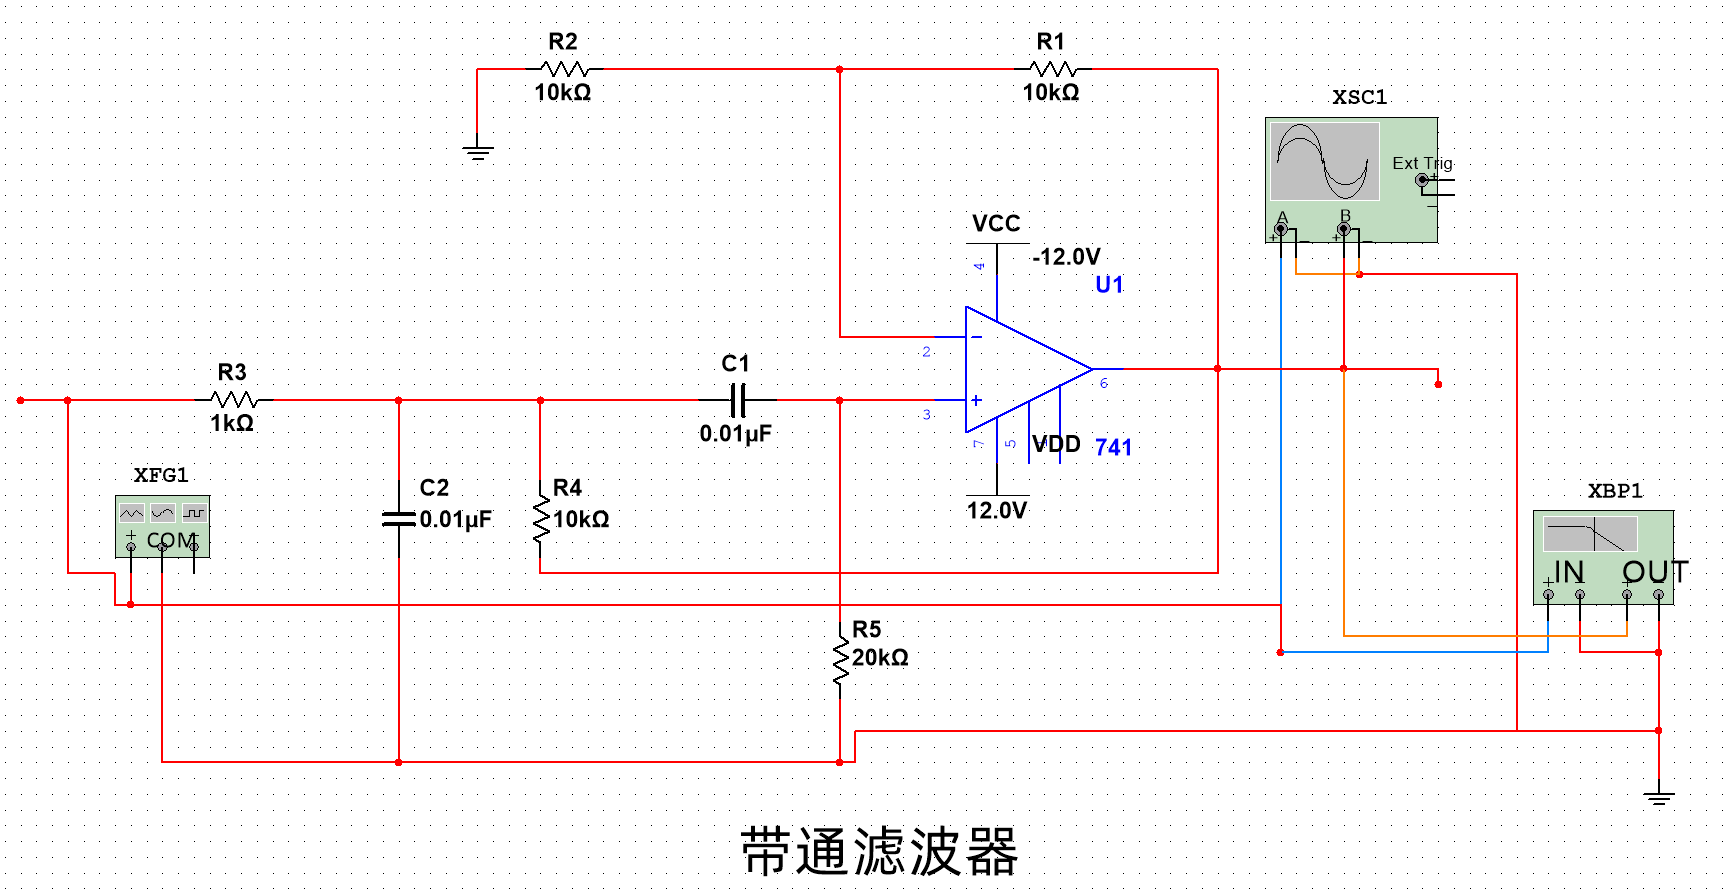 R2
10kΩ
R1
10kΩ
XSC1
Ext Trig
+
−
A
B
+
−
+
−
VCC
-12.0V
4
U1
2
−
3
+
6
7
5
VDD
741
12.0V
R3
1kΩ
C1
0.01µF
XFG1
+
COM
C2
0.01µF
R4
10kΩ
R5
20kΩ
XBP1
IN
OUT
+
−
+
−
带通滤波器